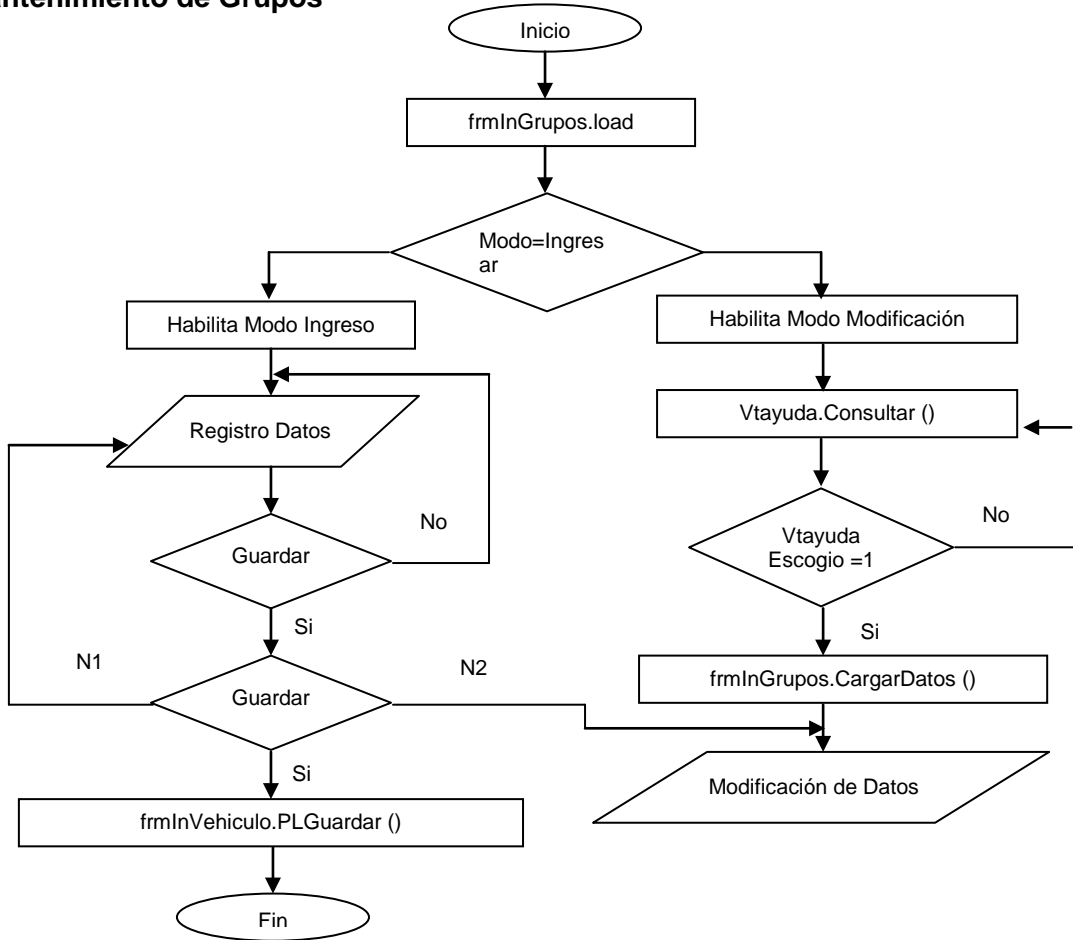 ntenimiento de Grupos
Inicio
frmInGrupos.load
Modo=Ingres
ar
Habilita Modo Ingreso
Habilita Modo Modificación
Registro Datos
Vtayuda.Consultar ()
No
Guardar
No
Vtayuda
Escogio =1
Si
Si
N1
N2
Guardar
frmInGrupos.CargarDatos ()
Si
Modificación de Datos
frmInVehiculo.PLGuardar ()
Fin